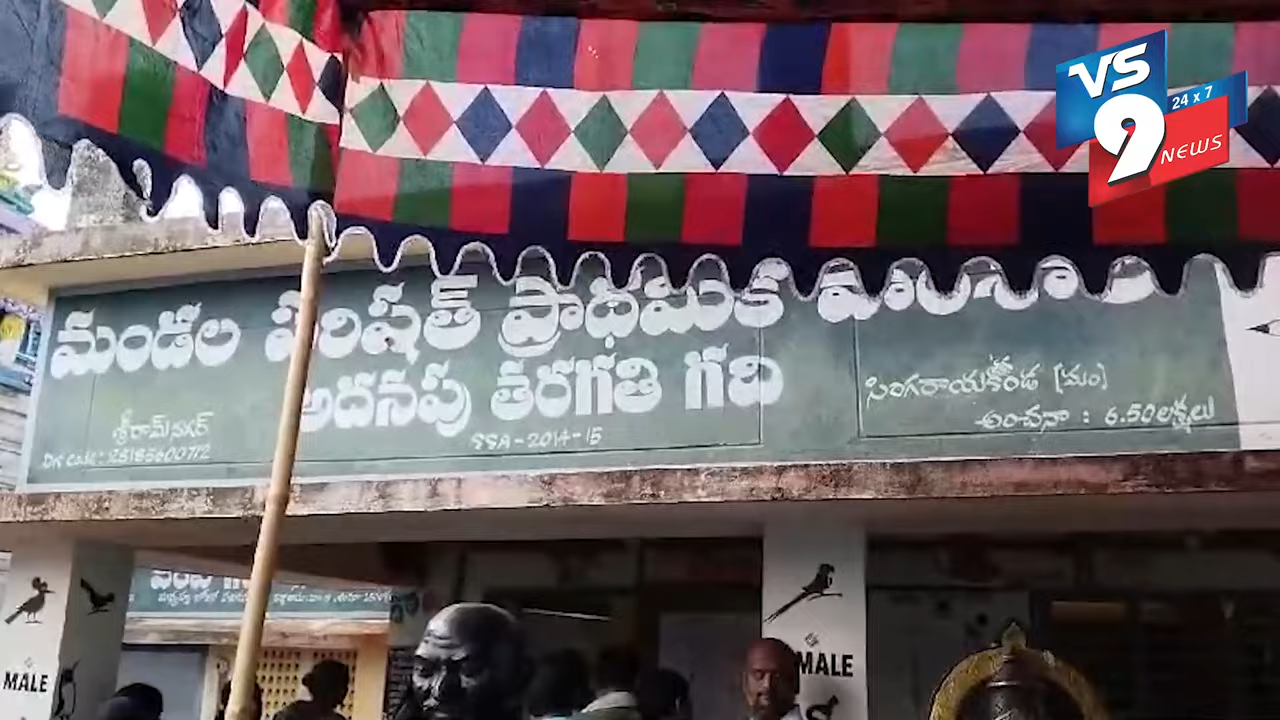 VS
9
24 x 7
NEWS
మండల పరిషత్ ప్రాథమిక పాఠశాల
అదనపు తరగతి గది
సింగరాయకొండ (మం)
అంచనా : 6.50 లక్షలు
శ్రీరామ్ నగర్
SSA-2014-15
MALE
MALE